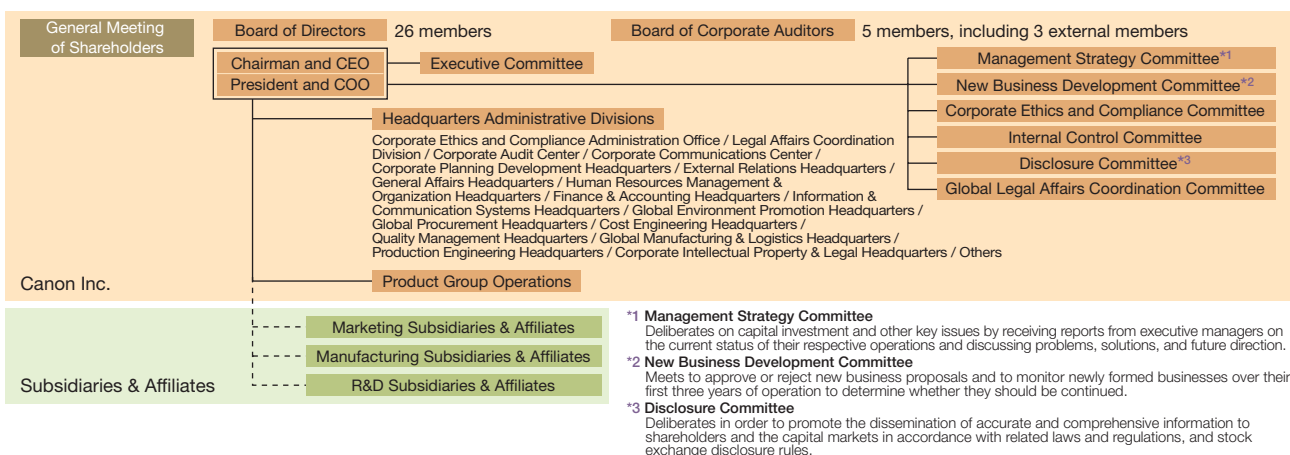 General Meeting
of Shareholders
Board of Directors
26 members
Board of Corporate Auditors
5 members, including 3 external members
Chairman and CEO
President and COO
Executive Committee
Management Strategy Committee*1
New Business Development Committee*2
Corporate Ethics and Compliance Committee
Internal Control Committee
Disclosure Committee*3
Global Legal Affairs Coordination Committee
Headquarters Administrative Divisions
Corporate Ethics and Compliance Administration Office / Legal Affairs Coordination
Division / Corporate Audit Center / Corporate Communications Center /
Corporate Planning Development Headquarters / External Relations Headquarters /
General Affairs Headquarters / Human Resources Management &
Organization Headquarters / Finance & Accounting Headquarters / Information &
Communication Systems Headquarters / Global Environment Promotion Headquarters /
Global Procurement Headquarters / Cost Engineering Headquarters /
Quality Management Headquarters / Global Manufacturing & Logistics Headquarters /
Production Engineering Headquarters / Corporate Intellectual Property & Legal Headquarters / Others
Canon Inc.
Product Group Operations
Marketing Subsidiaries & Affiliates
Manufacturing Subsidiaries & Affiliates
Subsidiaries & Affiliates
R&D Subsidiaries & Affiliates
*1 Management Strategy Committee
Deliberates on capital investment and other key issues by receiving reports from executive managers on
the current status of their respective operations and discussing problems, solutions, and future direction.
*2 New Business Development Committee
Meets to approve or reject new business proposals and to monitor newly formed businesses over their
first three years of operation to determine whether they should be continued.
*3 Disclosure Committee
Deliberates in order to promote the dissemination of accurate and comprehensive information to
shareholders and the capital markets in accordance with related laws and regulations, and stock
exchange disclosure rules.